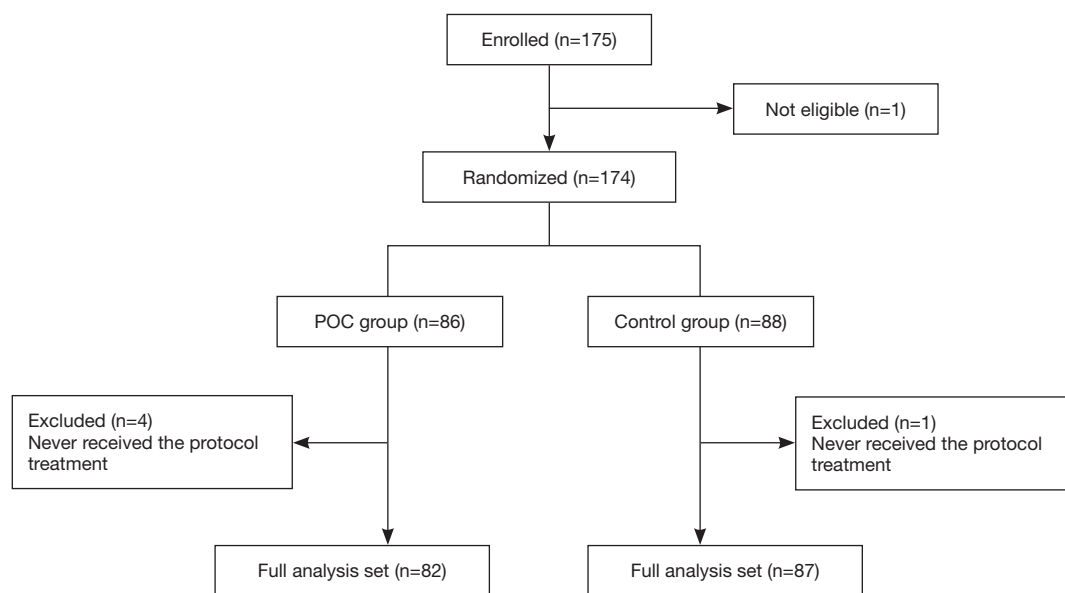 Enrolled (n=175)
Not eligible (n=1)
Randomized (n=174)
POC group (n=86)
Control group (n=88)
Excluded (n=4)
Never received the protocol
treatment
Excluded (n=1)
Never received the protocol
treatment
Full analysis set (n=82)
Full analysis set (n=87)